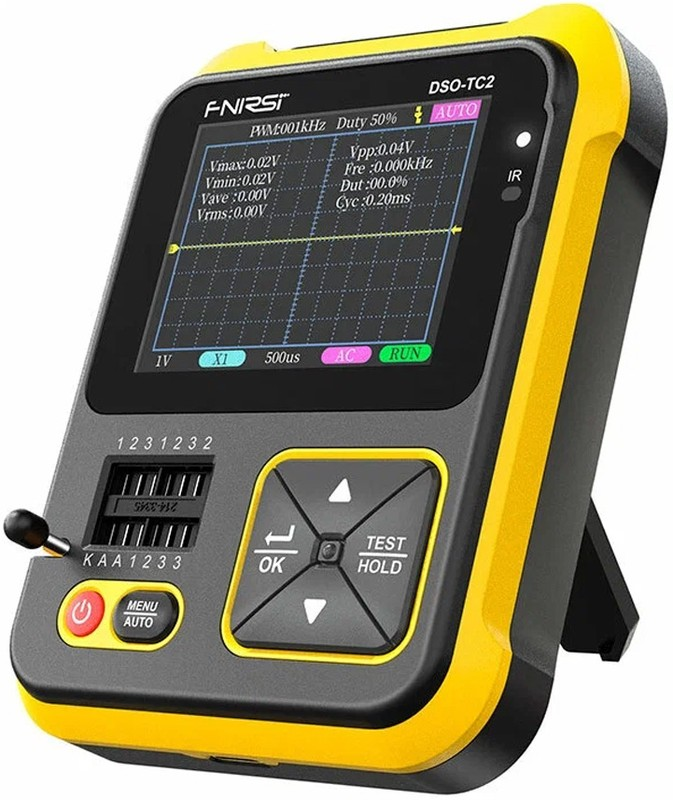 FNIRSI
DSO-TC2
PWM:001kHz Duty 50% AUTO
Vmax:0.02V Vpp:0.04V
Vmin:0.02V Fre :0.000kHz
Vave :0.00V Dut :00.0%
Vrms:0.00V Cyc :0.20ms
IR
1V X1 500us AC RUN
1 2 3 1 2 3 2
214-3345
K A A 1 2 3 3
OK
TEST
HOLD
MENU
AUTO